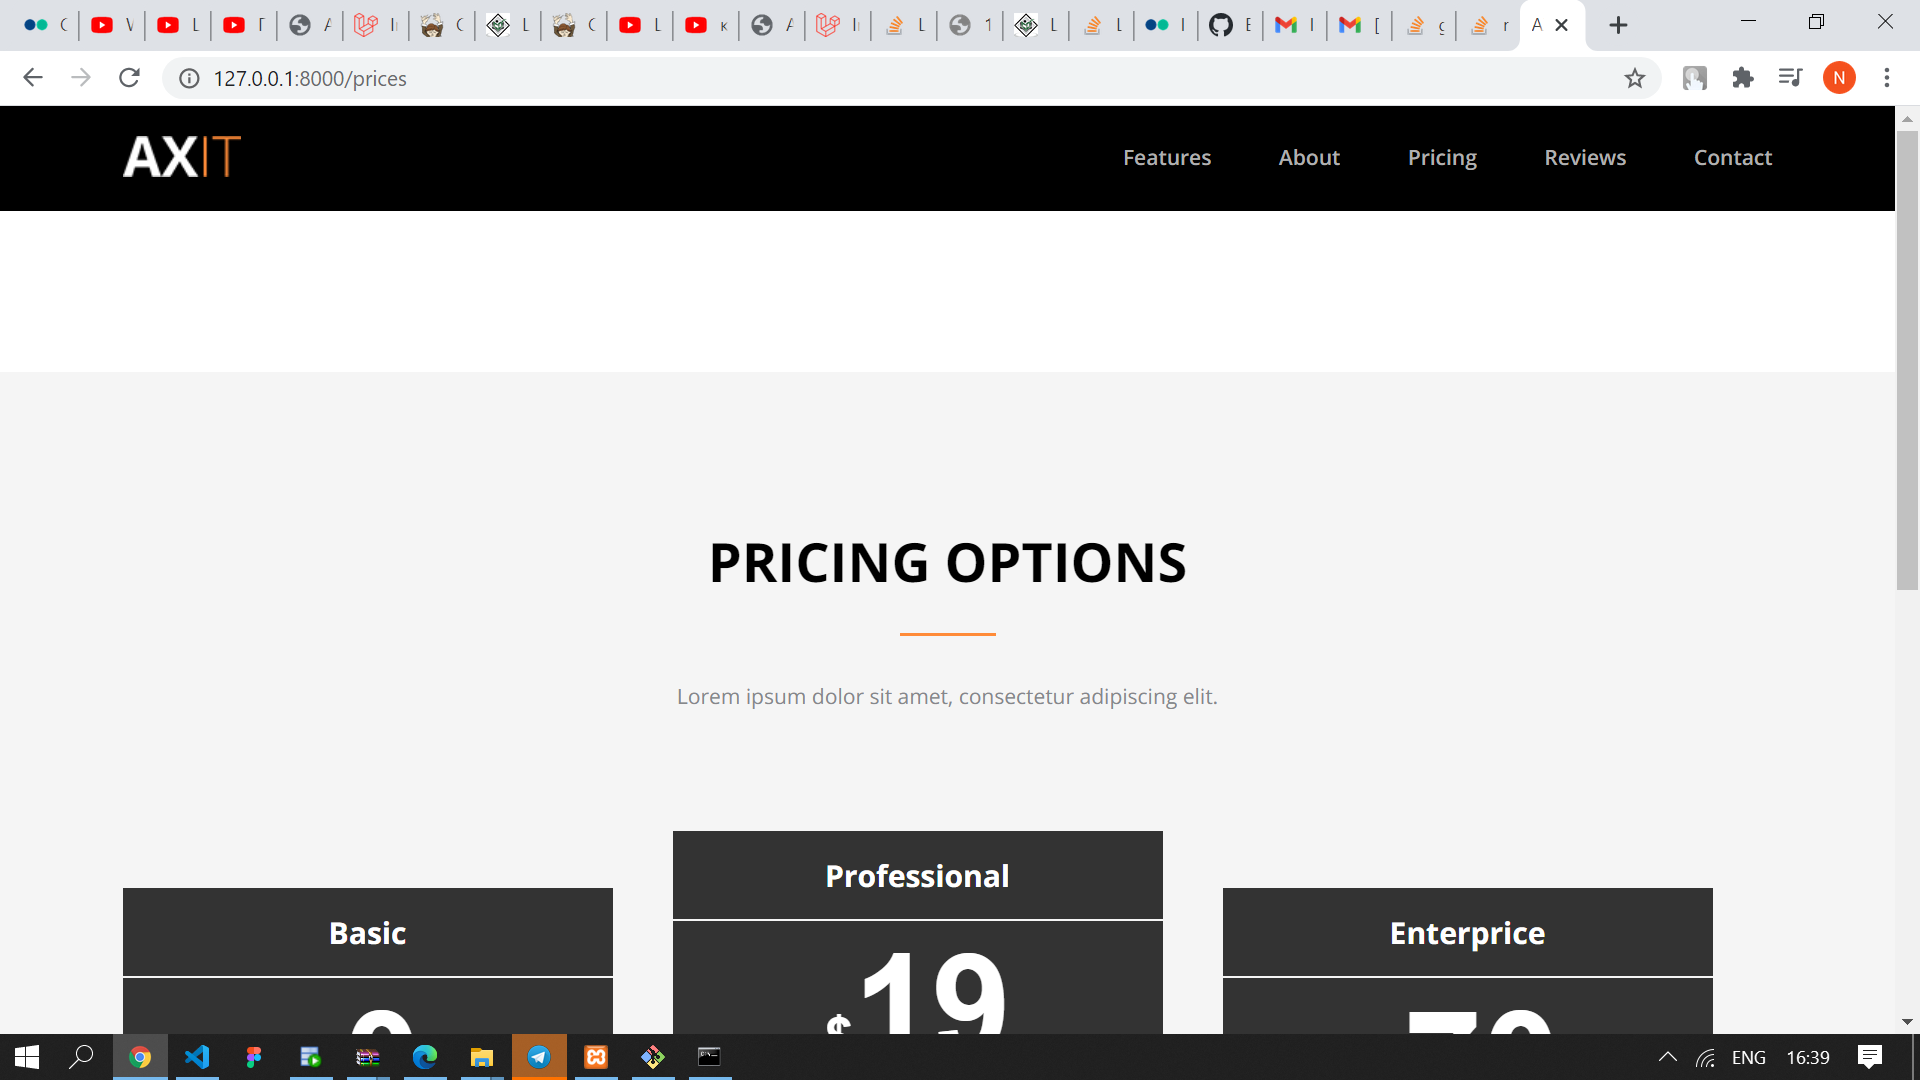 127.0.0.1:8000/prices
N
AXIT
Features
About
Pricing
Reviews
Contact
PRICING OPTIONS
Lorem ipsum dolor sit amet, consectetur adipiscing elit.
Professional
Basic
Enterprice
$19
ENG
16:39